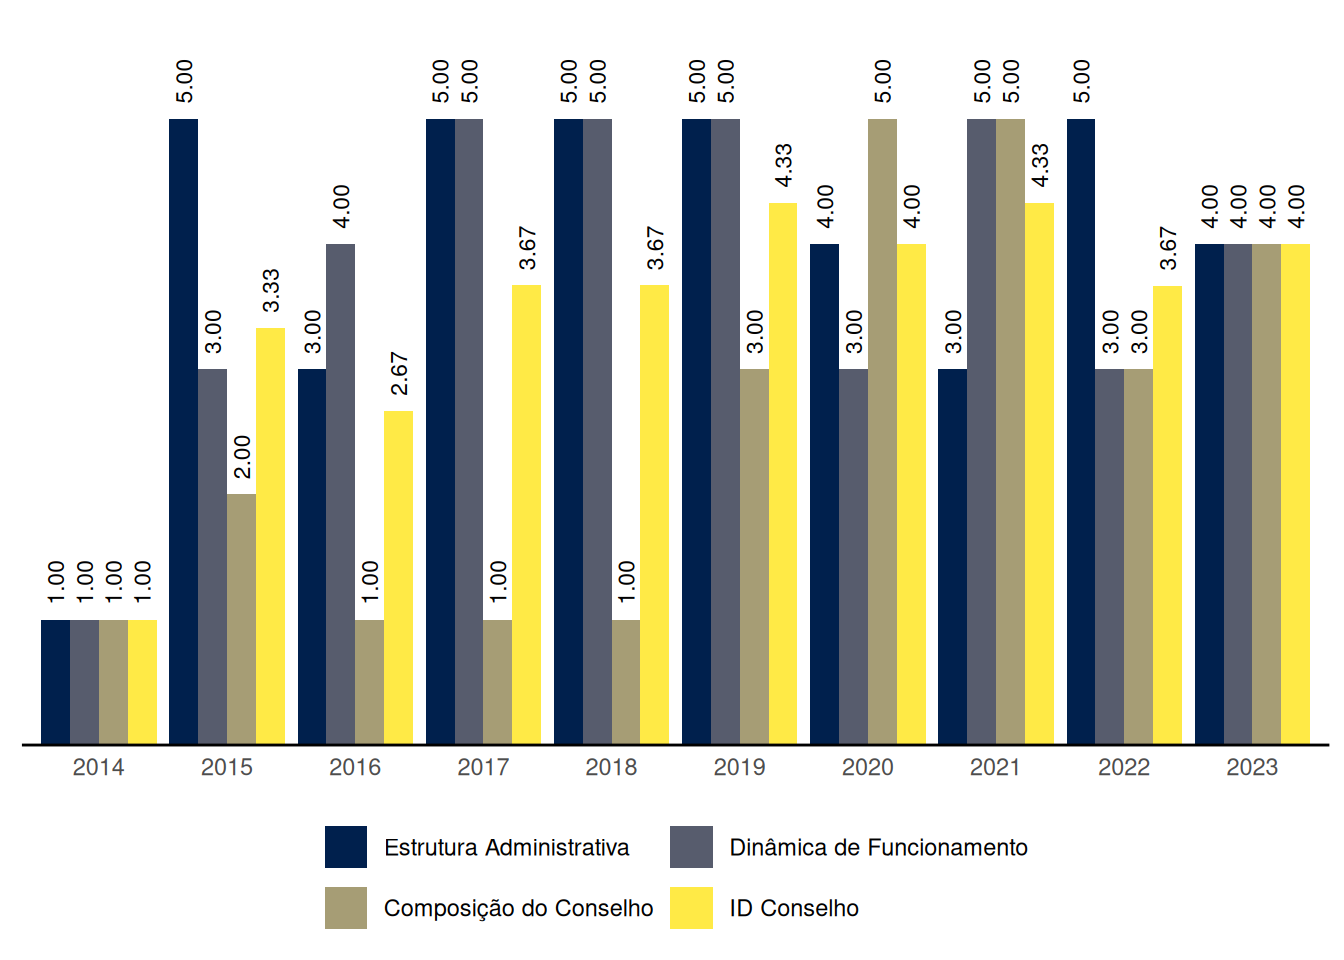 1.00 1.00 1.00 1.00
5.00 3.00 2.00 3.33
3.00 4.00 1.00 2.67
5.00 5.00 1.00 3.67
5.00 5.00 1.00 3.67
5.00 5.00 3.00 4.33
4.00 3.00 5.00 4.00
3.00 5.00 5.00 4.33
5.00 3.00 3.00 3.67
4.00 4.00 4.00 4.00
2014 2015 2016 2017 2018 2019 2020 2021 2022 2023
Estrutura Administrativa Dinâmica de Funcionamento
Composição do Conselho ID Conselho